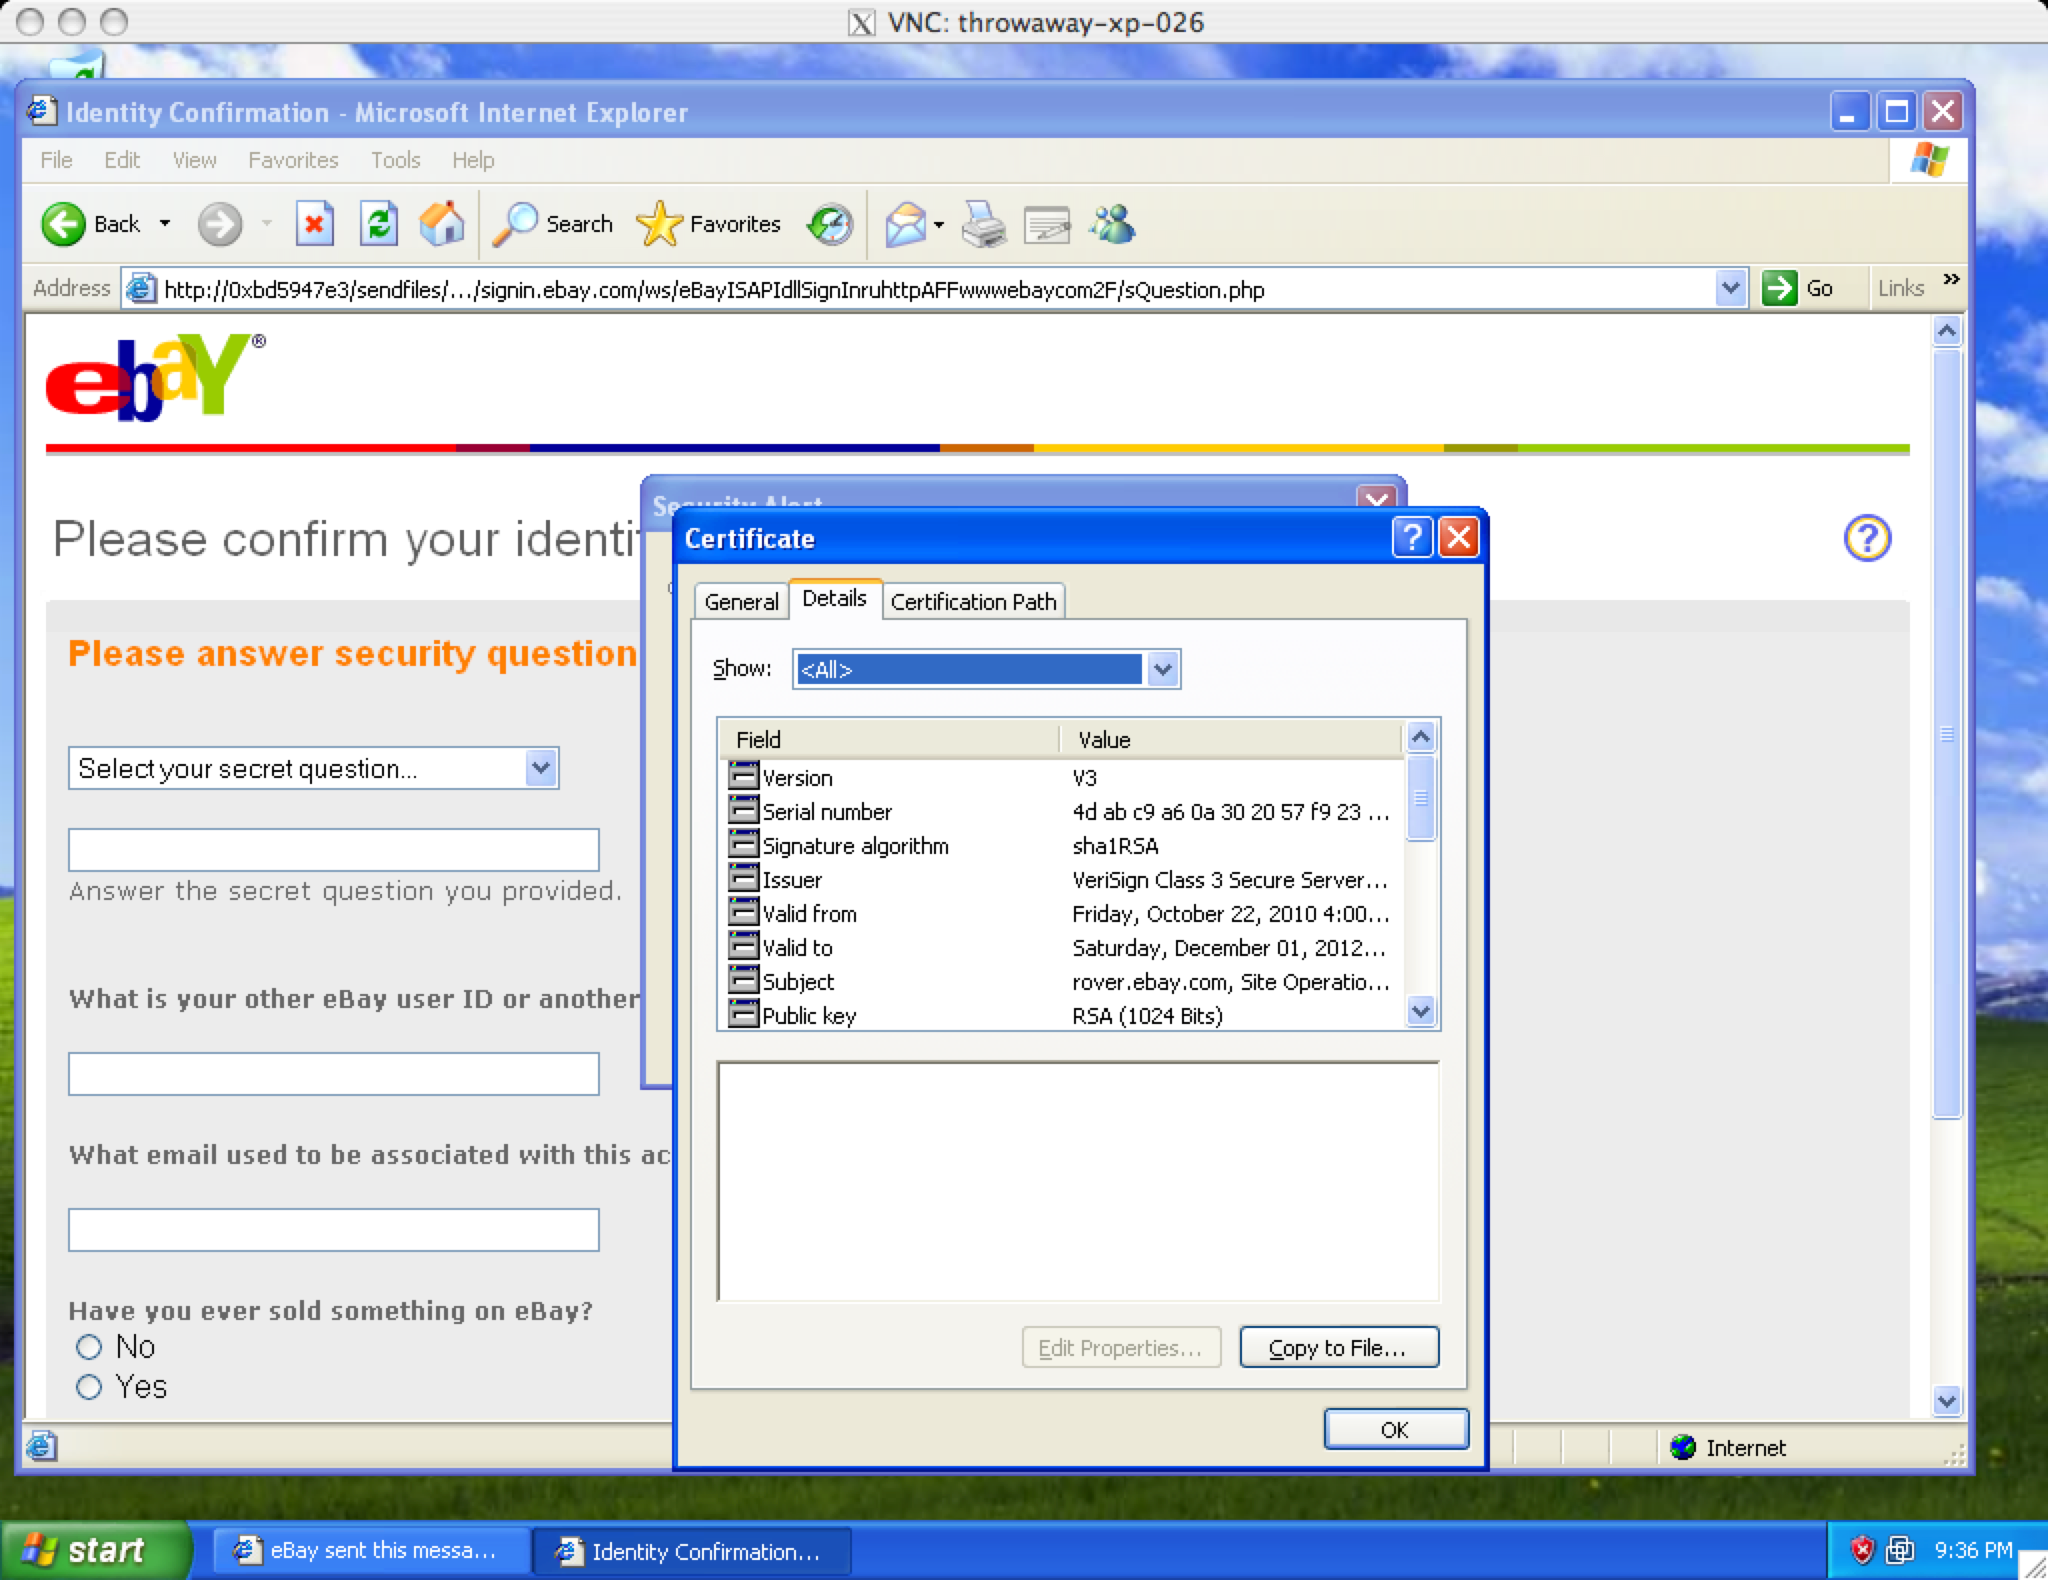 VNC: throwaway-xp-026
Identity Confirmation - Microsoft Internet Explorer
File Edit View Favorites Tools Help
Back Search Favorites
Address http://0xbd5947e3/sendfiles/.../signin.ebay.com/ws/eBayISAPIdllSignInruhttpAFFwwwebaycom2F/sQuestion.php Go Links »
ebay®
Security Alert
Please confirm your identi
Certificate
?
General Details Certification Path
Please answer security question
Show: <All>
Field Value
Select your secret question...
Version V3
Serial number 4d ab c9 a6 0a 30 20 57 f9 23 ...
Signature algorithm sha1RSA
Issuer VeriSign Class 3 Secure Server...
Answer the secret question you provided.
Valid from Friday, October 22, 2010 4:00...
Valid to Saturday, December 01, 2012...
Subject rover.ebay.com, Site Operatio...
What is your other eBay user ID or another
Public key RSA (1024 Bits)
What email used to be associated with this ac
Have you ever sold something on eBay?
No
Yes
Edit Properties... Copy to File...
OK
Internet
start eBay sent this messa... Identity Confirmation... 9:36 PM